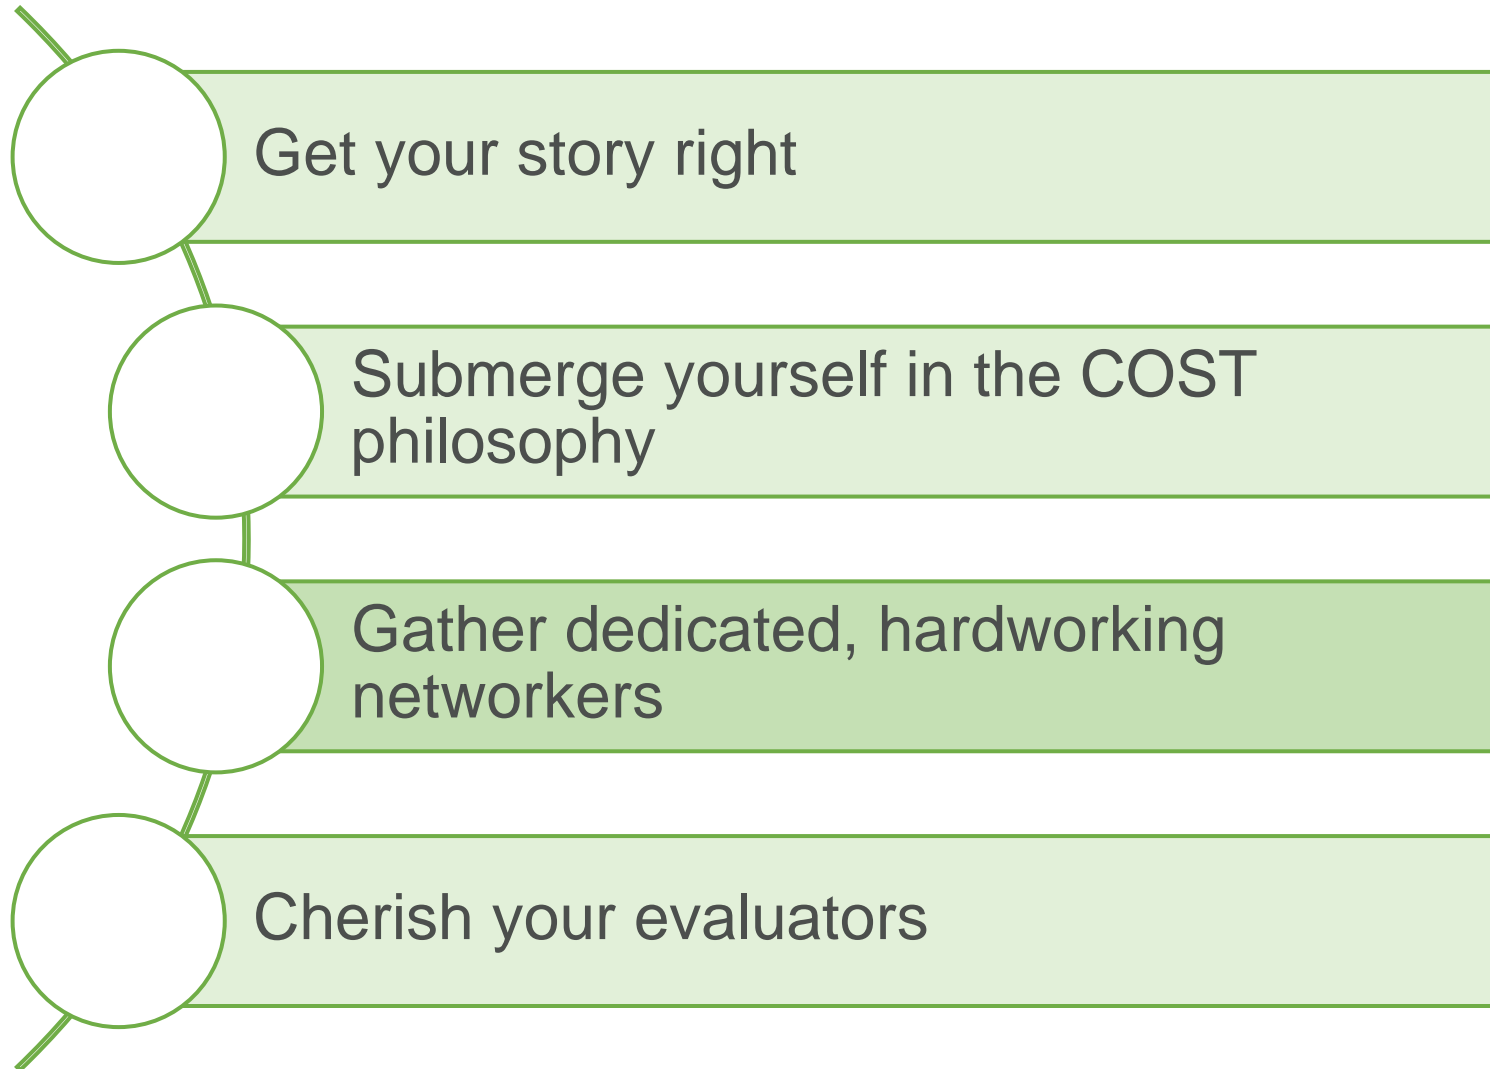 Get your story right
Submerge yourself in the COST
philosophy
Gather dedicated, hardworking
networkers
Cherish your evaluators